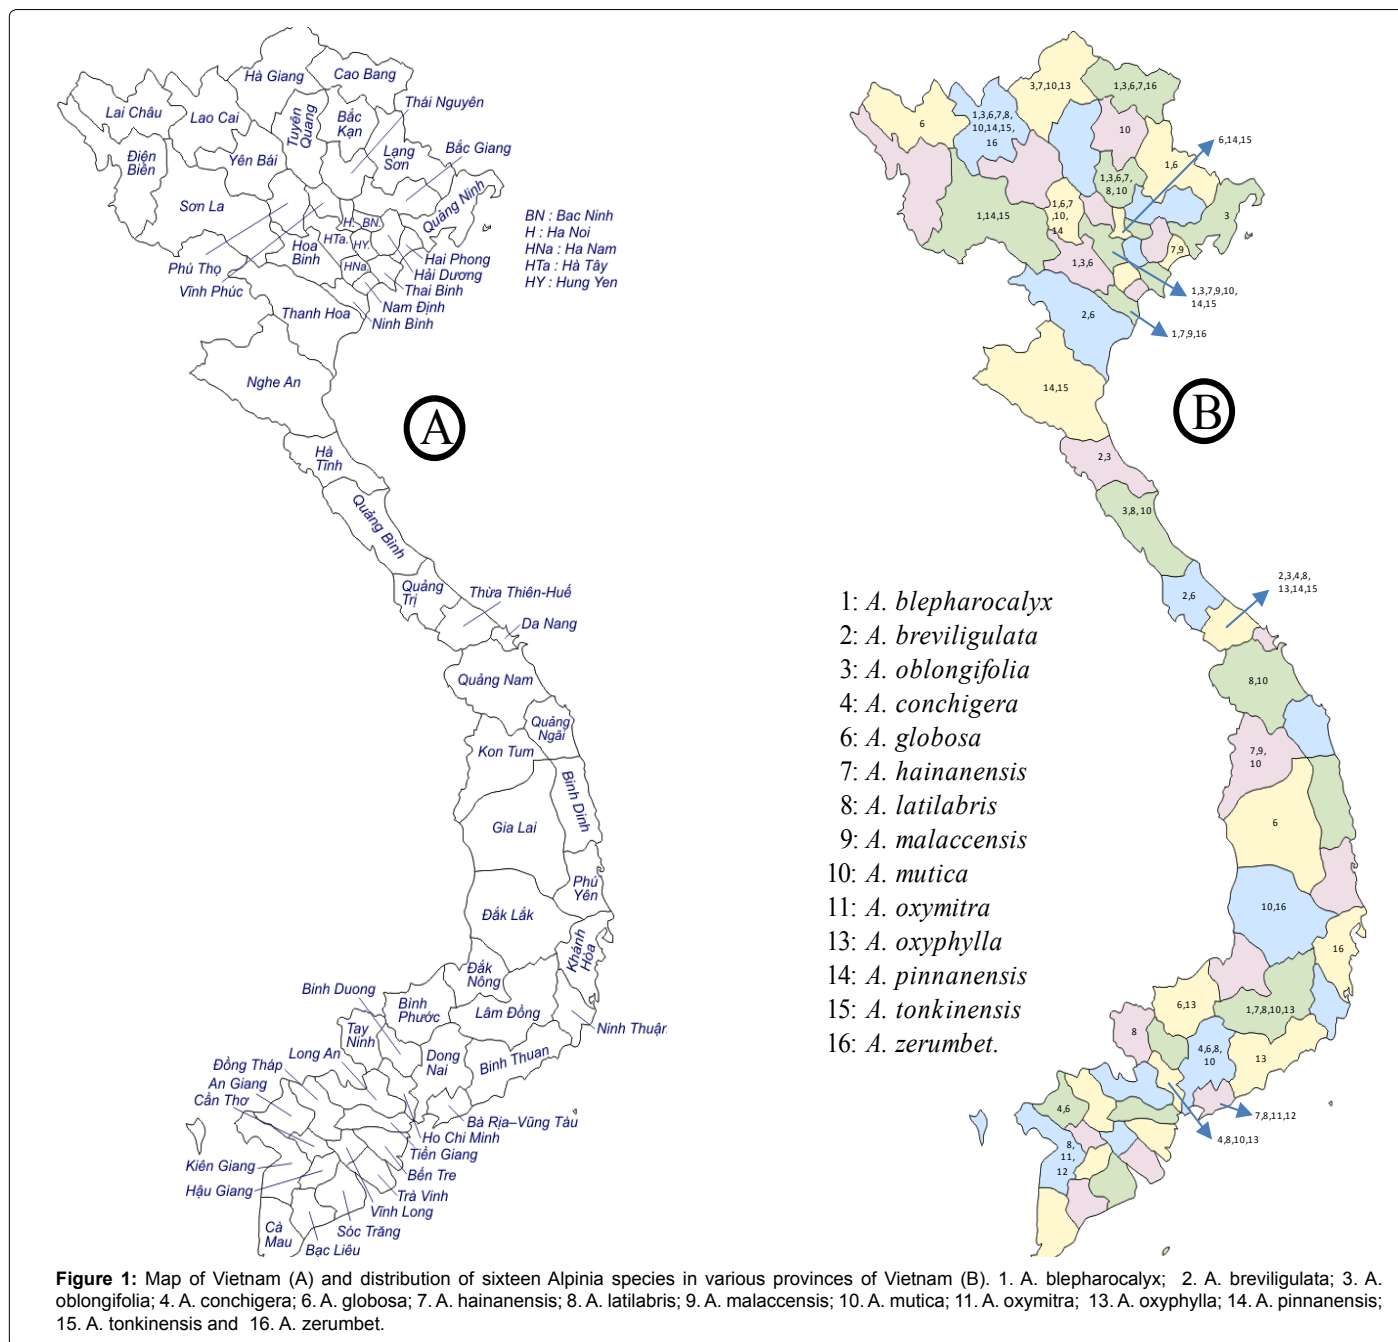 Hà Giang
Cao Bang
Lai Châu
Lao Cai
Tuyên
Quang
Bắc
Kạn
Thái Nguyên
Điện
Biên
Yên Bái
Lạng
Sơn
Bắc Giang
Sơn La
Quảng Ninh
H.
BN.
HTa.
HY.
HNa.
Hoa
Binh
Phú Thọ
Vĩnh Phúc
Hai Phong
Hải Dương
Thai Binh
Nam Định
Ninh Bình
Thanh Hoa
BN : Bac Ninh
H : Ha Noi
HNa : Ha Nam
HTa : Hà Tây
HY : Hung Yen
Nghe An
A
Hà
Tĩnh
Quảng Bình
Quảng
Trị
Thừa Thiên-Huế
Da Nang
Quảng Nam
Quảng
Ngãi
Kon Tum
Binh Dinh
Gia Lai
Phú
Yên
Đắk Lắk
Khánh
Hòa
Đắk
Nông
Binh Duong
Bình
Phước
Lâm Đồng
Ninh Thuận
Tay
Ninh
Long An
Dong
Nai
Binh Thuan
Đồng Tháp
An Giang
Cần Thơ
Bà Rịa–Vũng Tàu
Ho Chi Minh
Tiền Giang
Kiên Giang
Bến Tre
Hậu Giang
Trà Vinh
Vĩnh Long
Cà
Mau
Sóc Trăng
Bạc Liêu
3,7,10,13
1,3,6,7,16
6
1,3,6,7,8,
10,14,15,
16
10
6,14,15
1,6
1,3,6,7,
8,10
1,14,15
1,6,7
,10,
14
3
7,9
1,3,6
1,3,7,9,10,
14,15
2,6
1,7,9,16
14,15
B
2,3
3,8,10
2,3,4,8,
13,14,15
2,6
8,10
7,9,
10
6
10,16
16
6,13
1,7,8,10,13
8
4,6,8,
10
13
4,6
7,8,11,12
4,8,10,13
8,
11,
12
1: A. blepharocalyx
2: A. breviligulata
3: A. oblongifolia
4: A. conchigera
6: A. globosa
7: A. hainanensis
8: A. latilabris
9: A. malaccensis
10: A. mutica
11: A. oxymitra
13: A. oxyphylla
14: A. pinnanensis
15: A. tonkinensis
16: A. zerumbet.
Figure 1: Map of Vietnam (A) and distribution of sixteen Alpinia species in various provinces of Vietnam (B). 1. A. blepharocalyx; 2. A. breviligulata; 3. A.
oblongifolia; 4. A. conchigera; 6. A. globosa; 7. A. hainanensis; 8. A. latilabris; 9. A. malaccensis; 10. A. mutica; 11. A. oxymitra; 13. A. oxyphylla; 14. A. pinnanensis;
15. A. tonkinensis and 16. A. zerumbet.